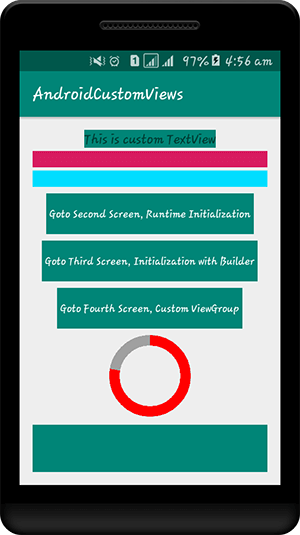 1 97% 4:56 am
AndroidCustomViews
This is custom TextView
Goto Second Screen, Runtime Initialization
Goto Third Screen, Initialization with Builder
Goto Fourth Screen, Custom ViewGroup